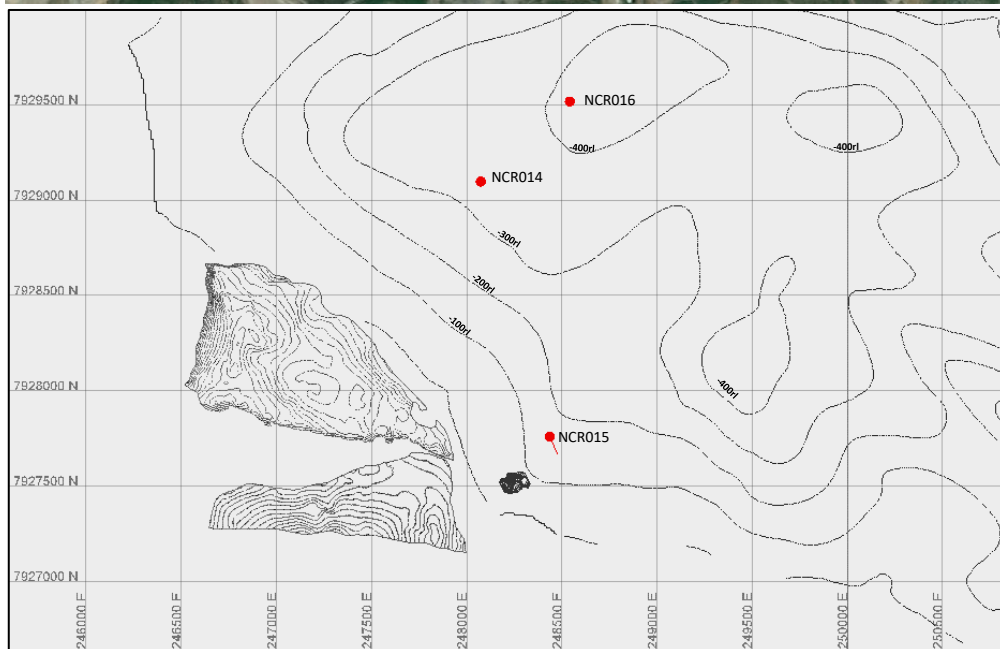 7929500 N
NCR016
-400rl
-400rl
NCR014
7929000 N
-300rl
7928500 N
-200rl
-100rl
7928000 N
-400rl
NCR015
7927500 N
7927000 N
246000 E
246500 E
247000 E
247500 E
248000 E
248500 E
249000 E
249500 E
250000 E
250500 E